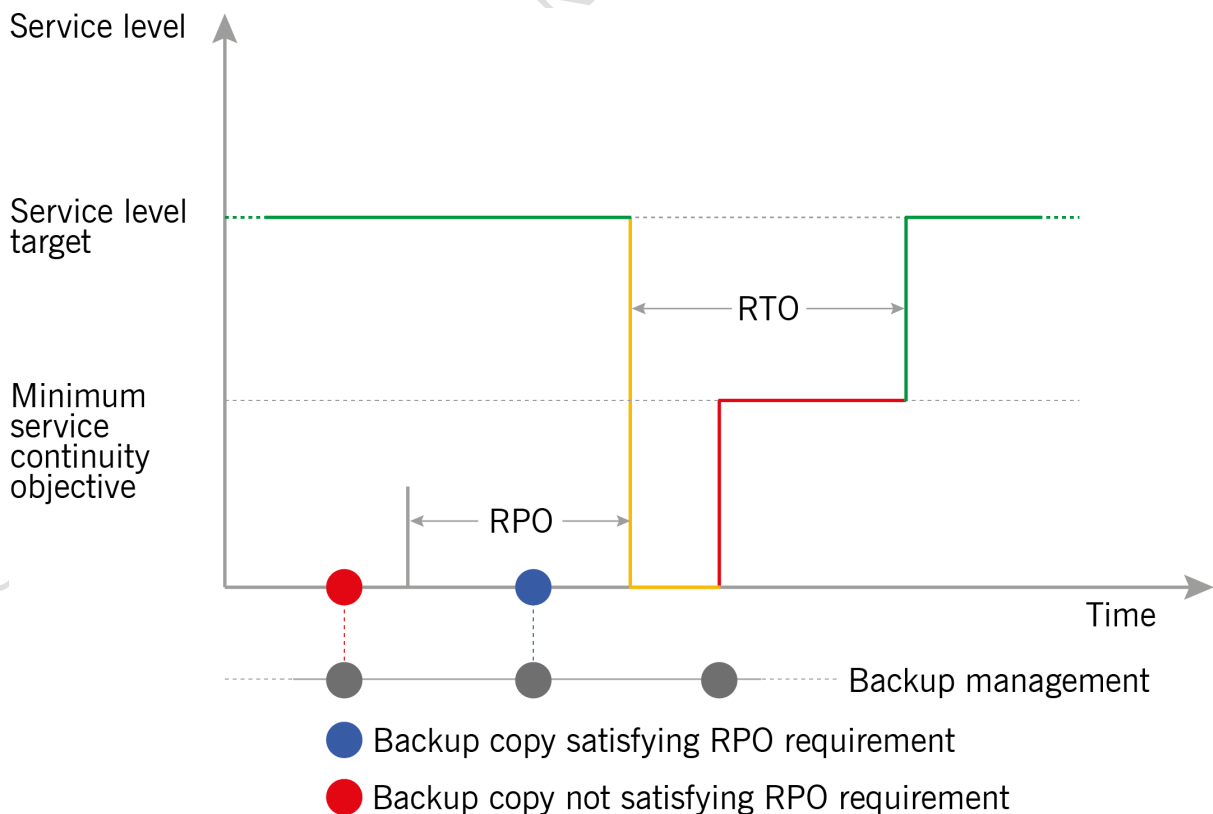 Service level
Service level
target
RTO
Minimum
service
continuity
objective
RPO
Time
Backup management
Backup copy satisfying RPO requirement
Backup copy not satisfying RPO requirement